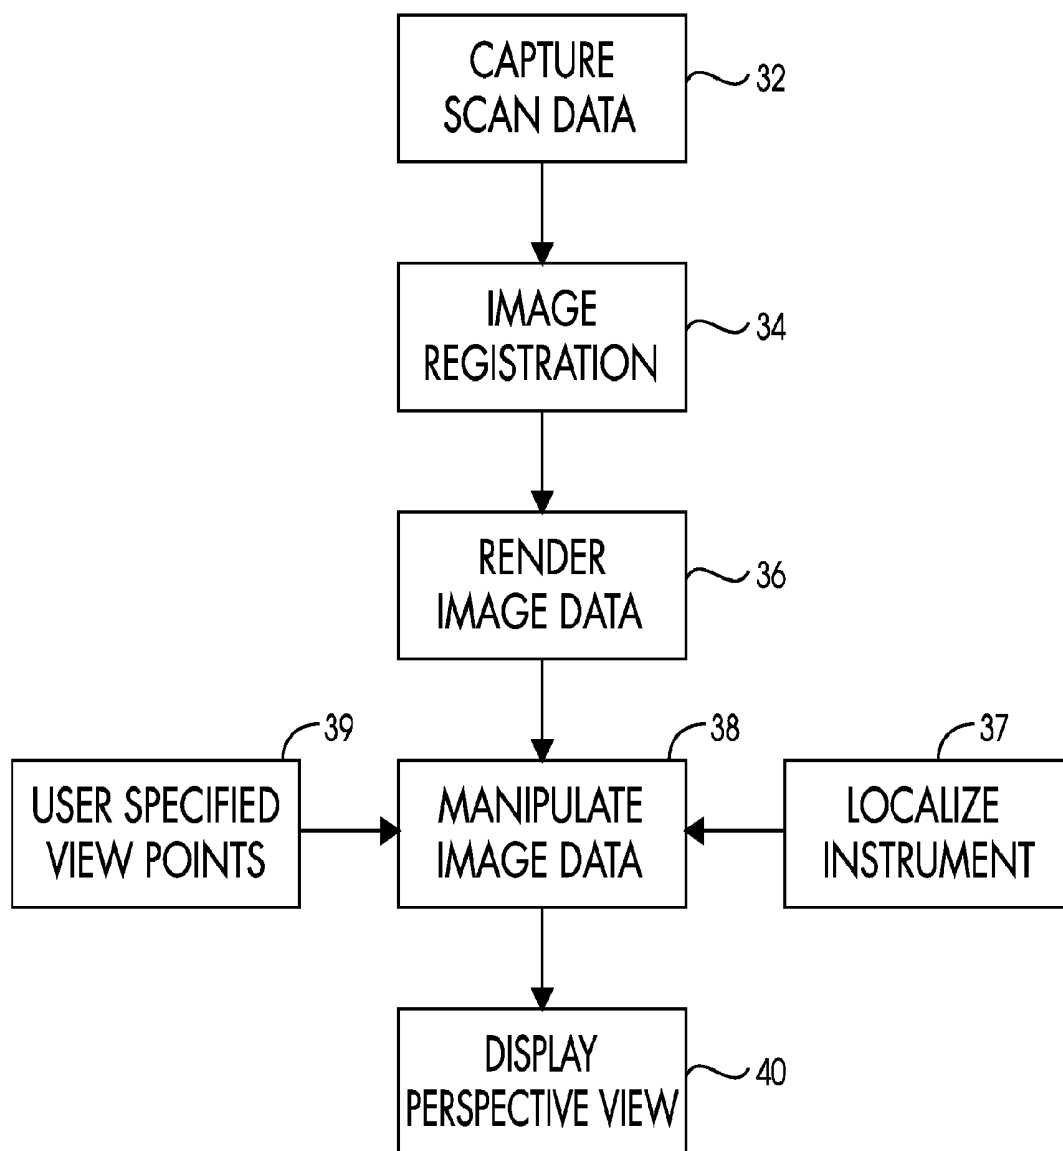 CAPTURE
SCAN DATA
32
IMAGE
REGISTRATION
34
RENDER
IMAGE DATA
36
39
USER SPECIFIED
VIEW POINTS
38
MANIPULATE
IMAGE DATA
37
LOCALIZE
INSTRUMENT
DISPLAY
PERSPECTIVE VIEW
40